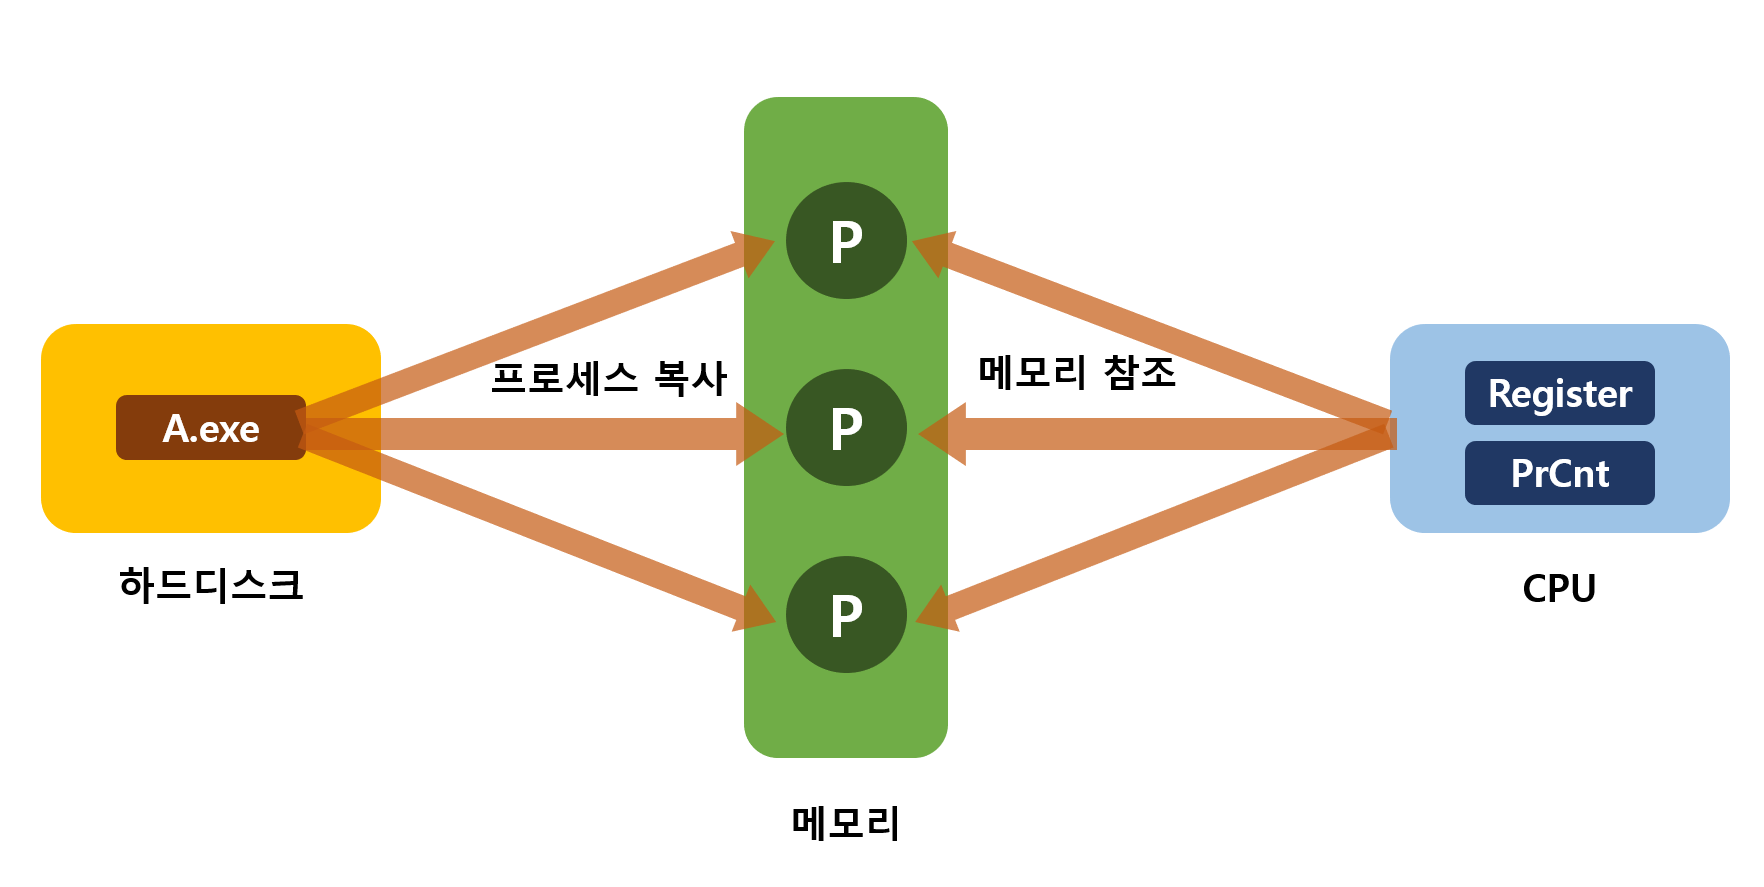 P
프로세스 복사
메모리 참조
A.exe
P
Register
PrCnt
하드디스크
P
CPU
메모리